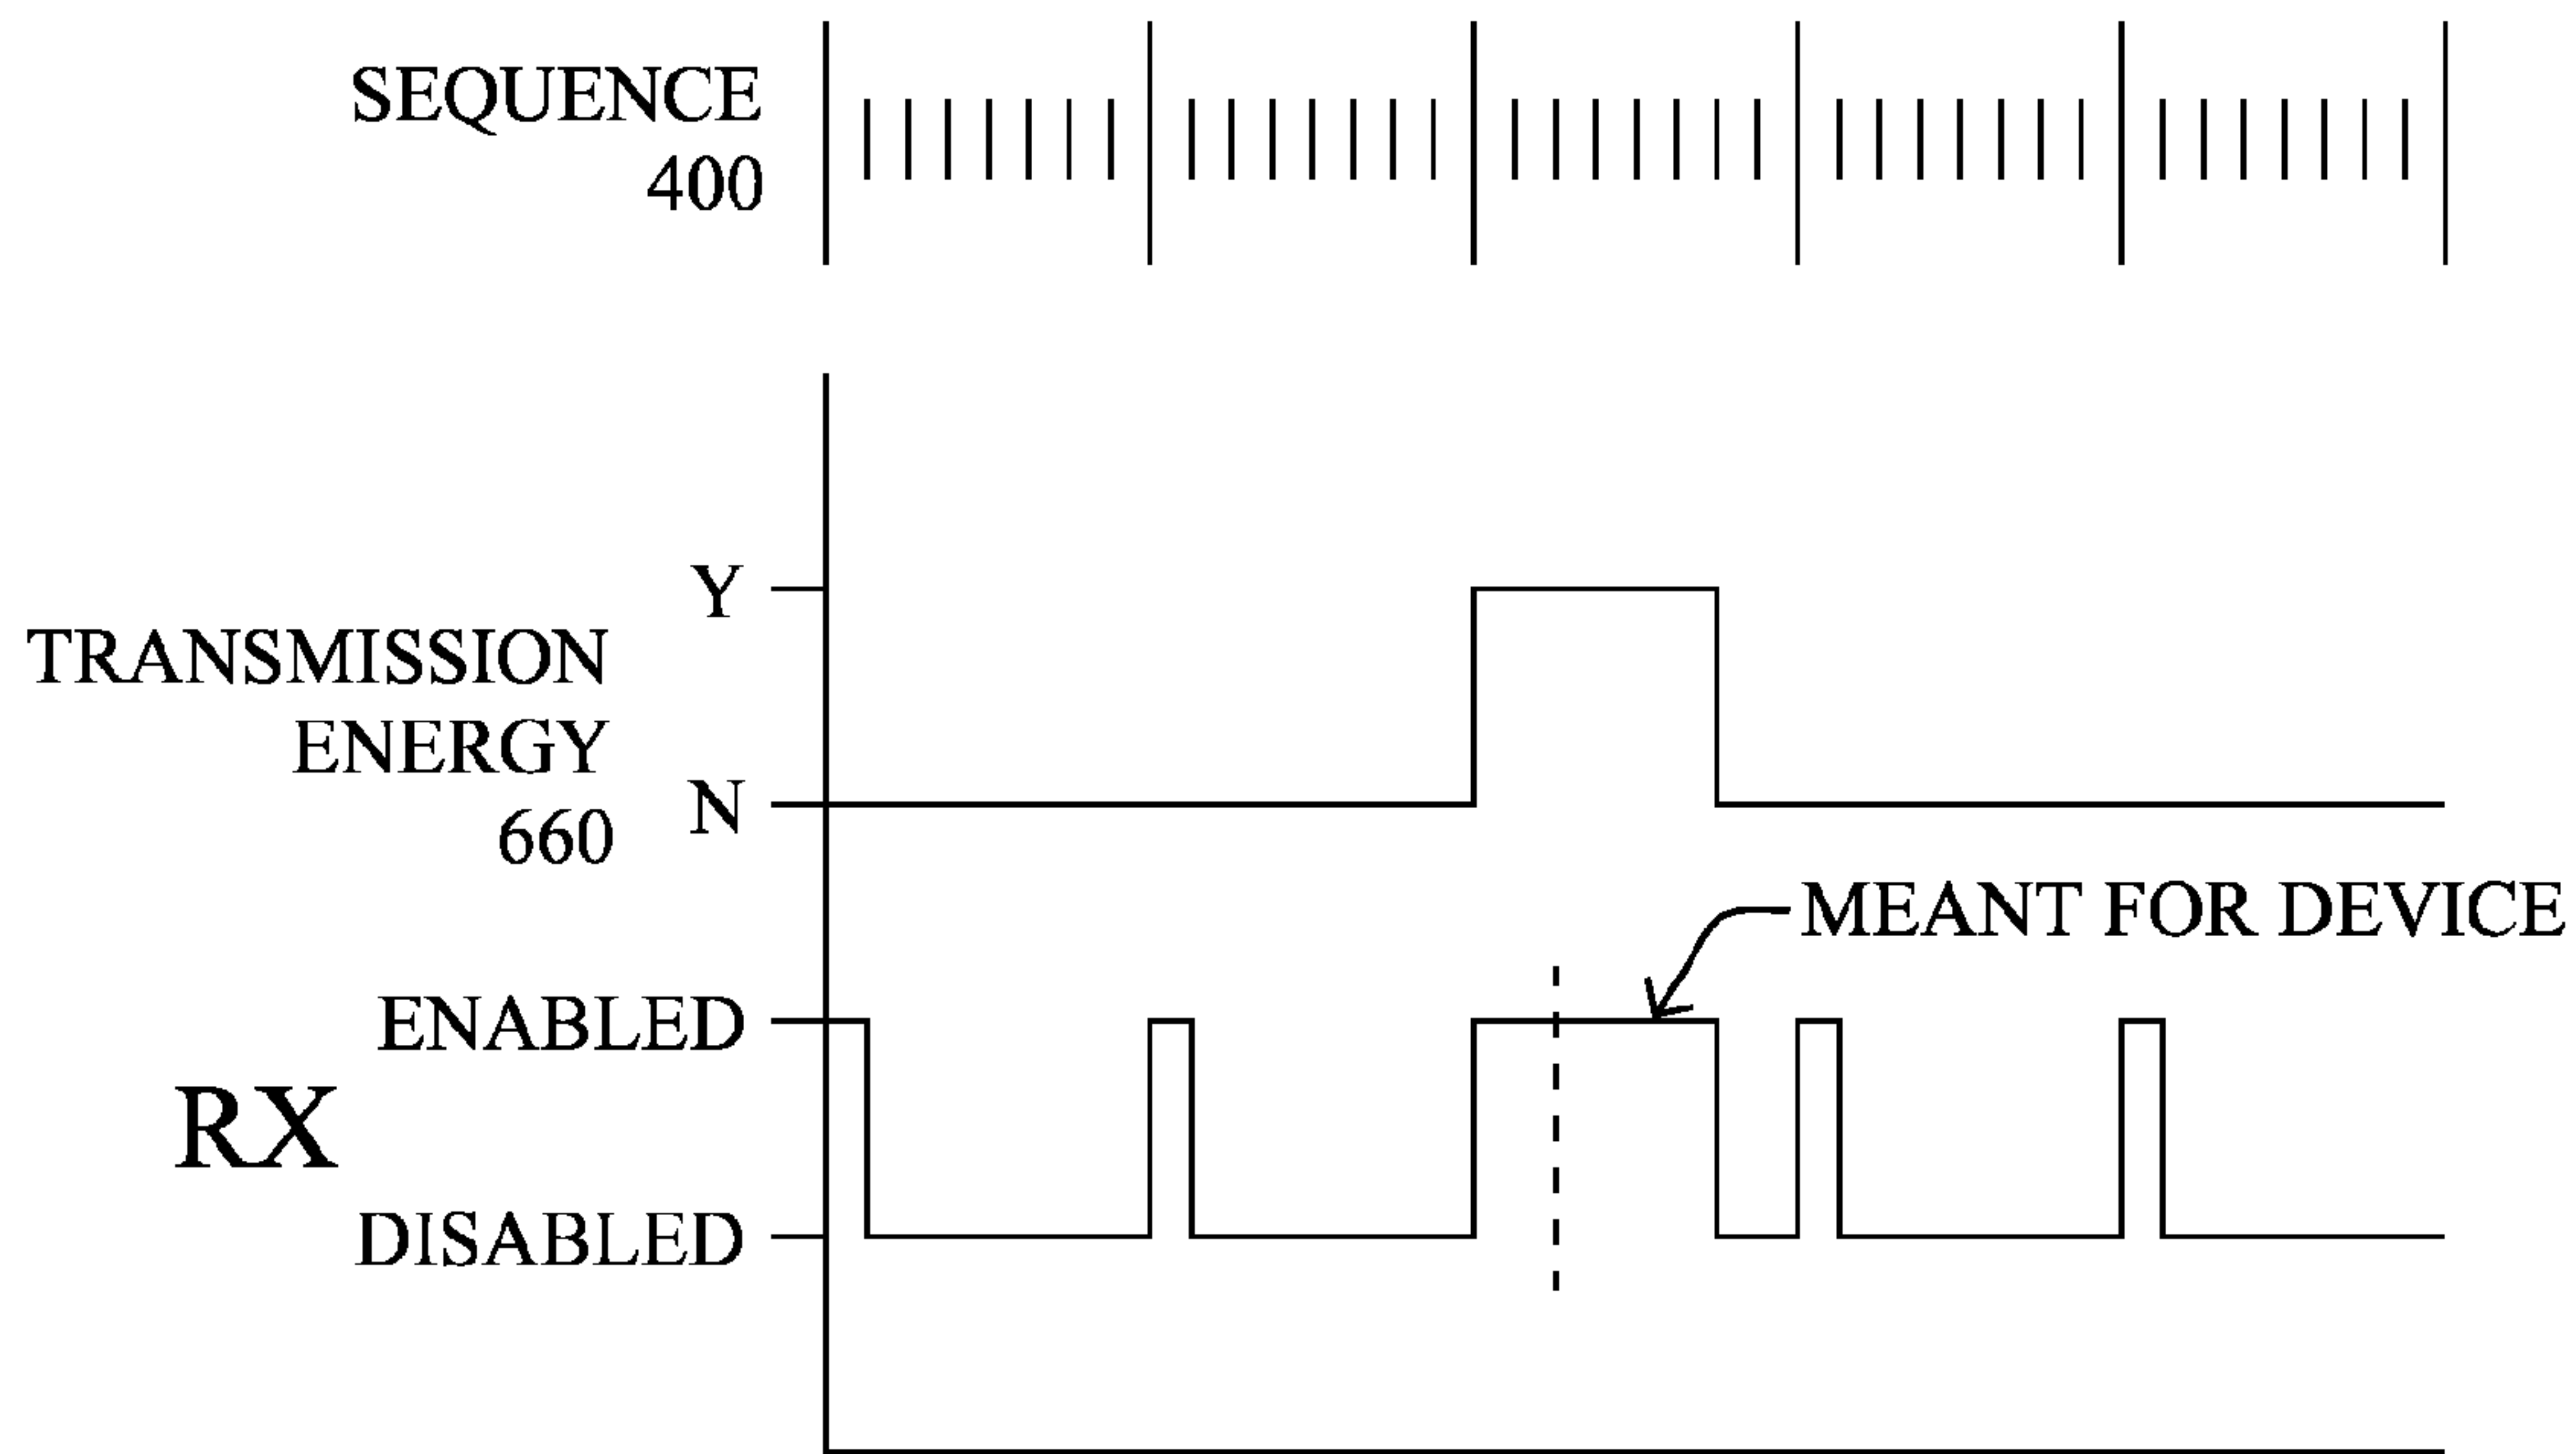 SEQUENCE
400
Y
TRANSMISSION
ENERGY
N
660
MEANT FOR DEVICE
ENABLED
RX
DISABLED